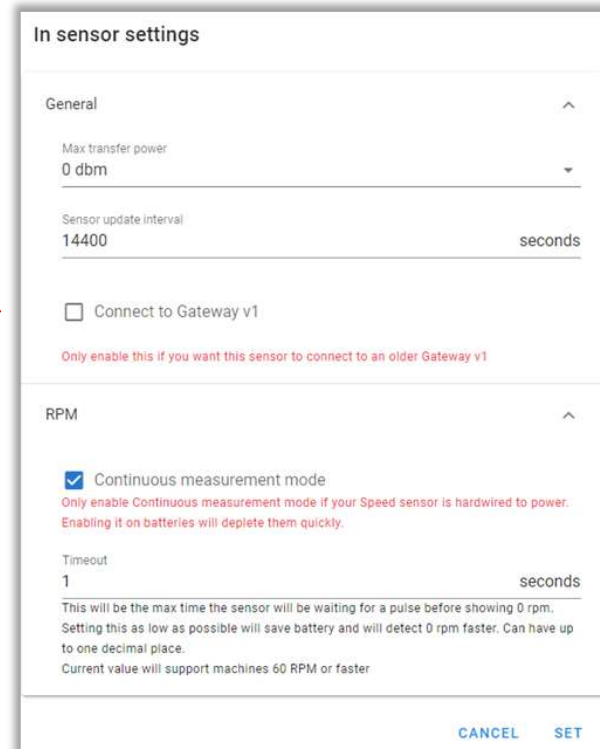 In sensor settings
General
Max transfer power
0 dbm
Sensor update interval
14400 seconds
Connect to Gateway v1
Only enable this if you want this sensor to connect to an older Gateway v1
RPM
Continuous measurement mode
Only enable Continuous measurement mode if your Speed sensor is hardwired to power.
Enabling it on batteries will deplete them quickly.
Timeout
1 seconds
This will be the max time the sensor will be waiting for a pulse before showing 0 rpm.
Setting this as low as possible will save battery and will detect 0 rpm faster. Can have up
to one decimal place.
Current value will support machines 60 RPM or faster
CANCEL SET